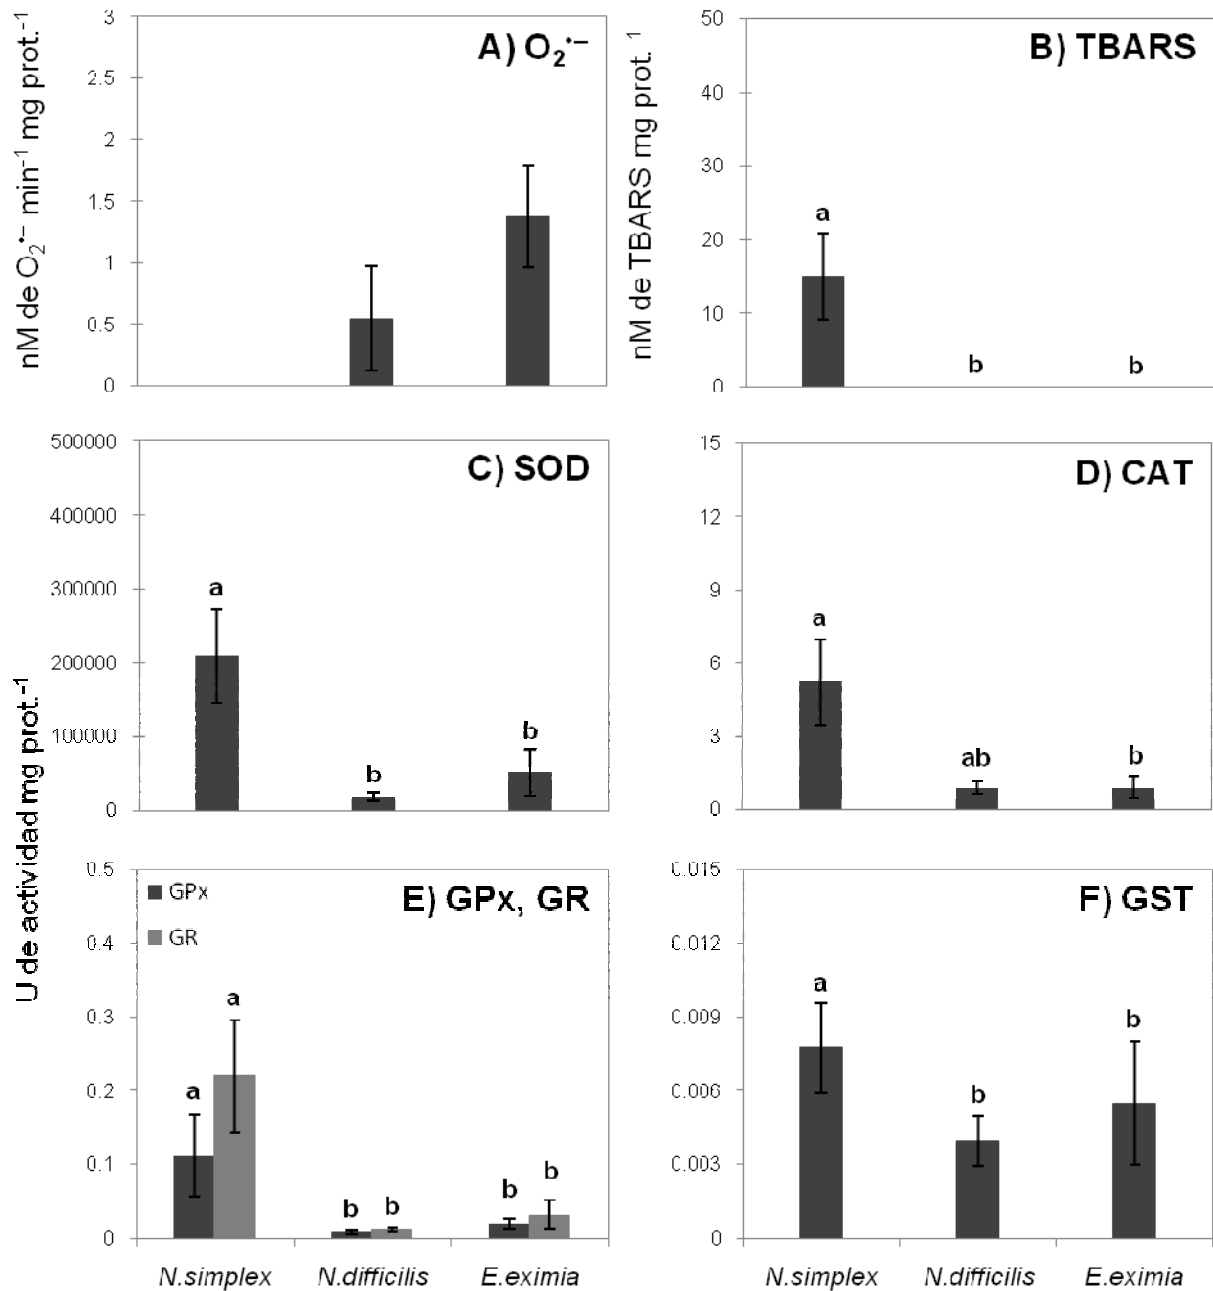 nM de O₂•– min⁻¹ mg prot.⁻¹
A) O₂•–
3
2.5
2
1.5
1
0.5
0
nM de TBARS mg prot. ¹
B) TBARS
50
40
30
20
10
0
a
b
b
U de actividad mg prot.⁻¹
C) SOD
500000
400000
300000
200000
100000
0
a
b
b
D) CAT
15
12
9
6
3
0
a
ab
b
E) GPx, GR
GPx
GR
0.5
0.4
0.3
0.2
0.1
0
a
a
b
b
b
b
N.simplex
N.difficilis
E.eximia
F) GST
0.015
0.012
0.009
0.006
0.003
0
a
b
b
N.simplex
N.difficilis
E.eximia